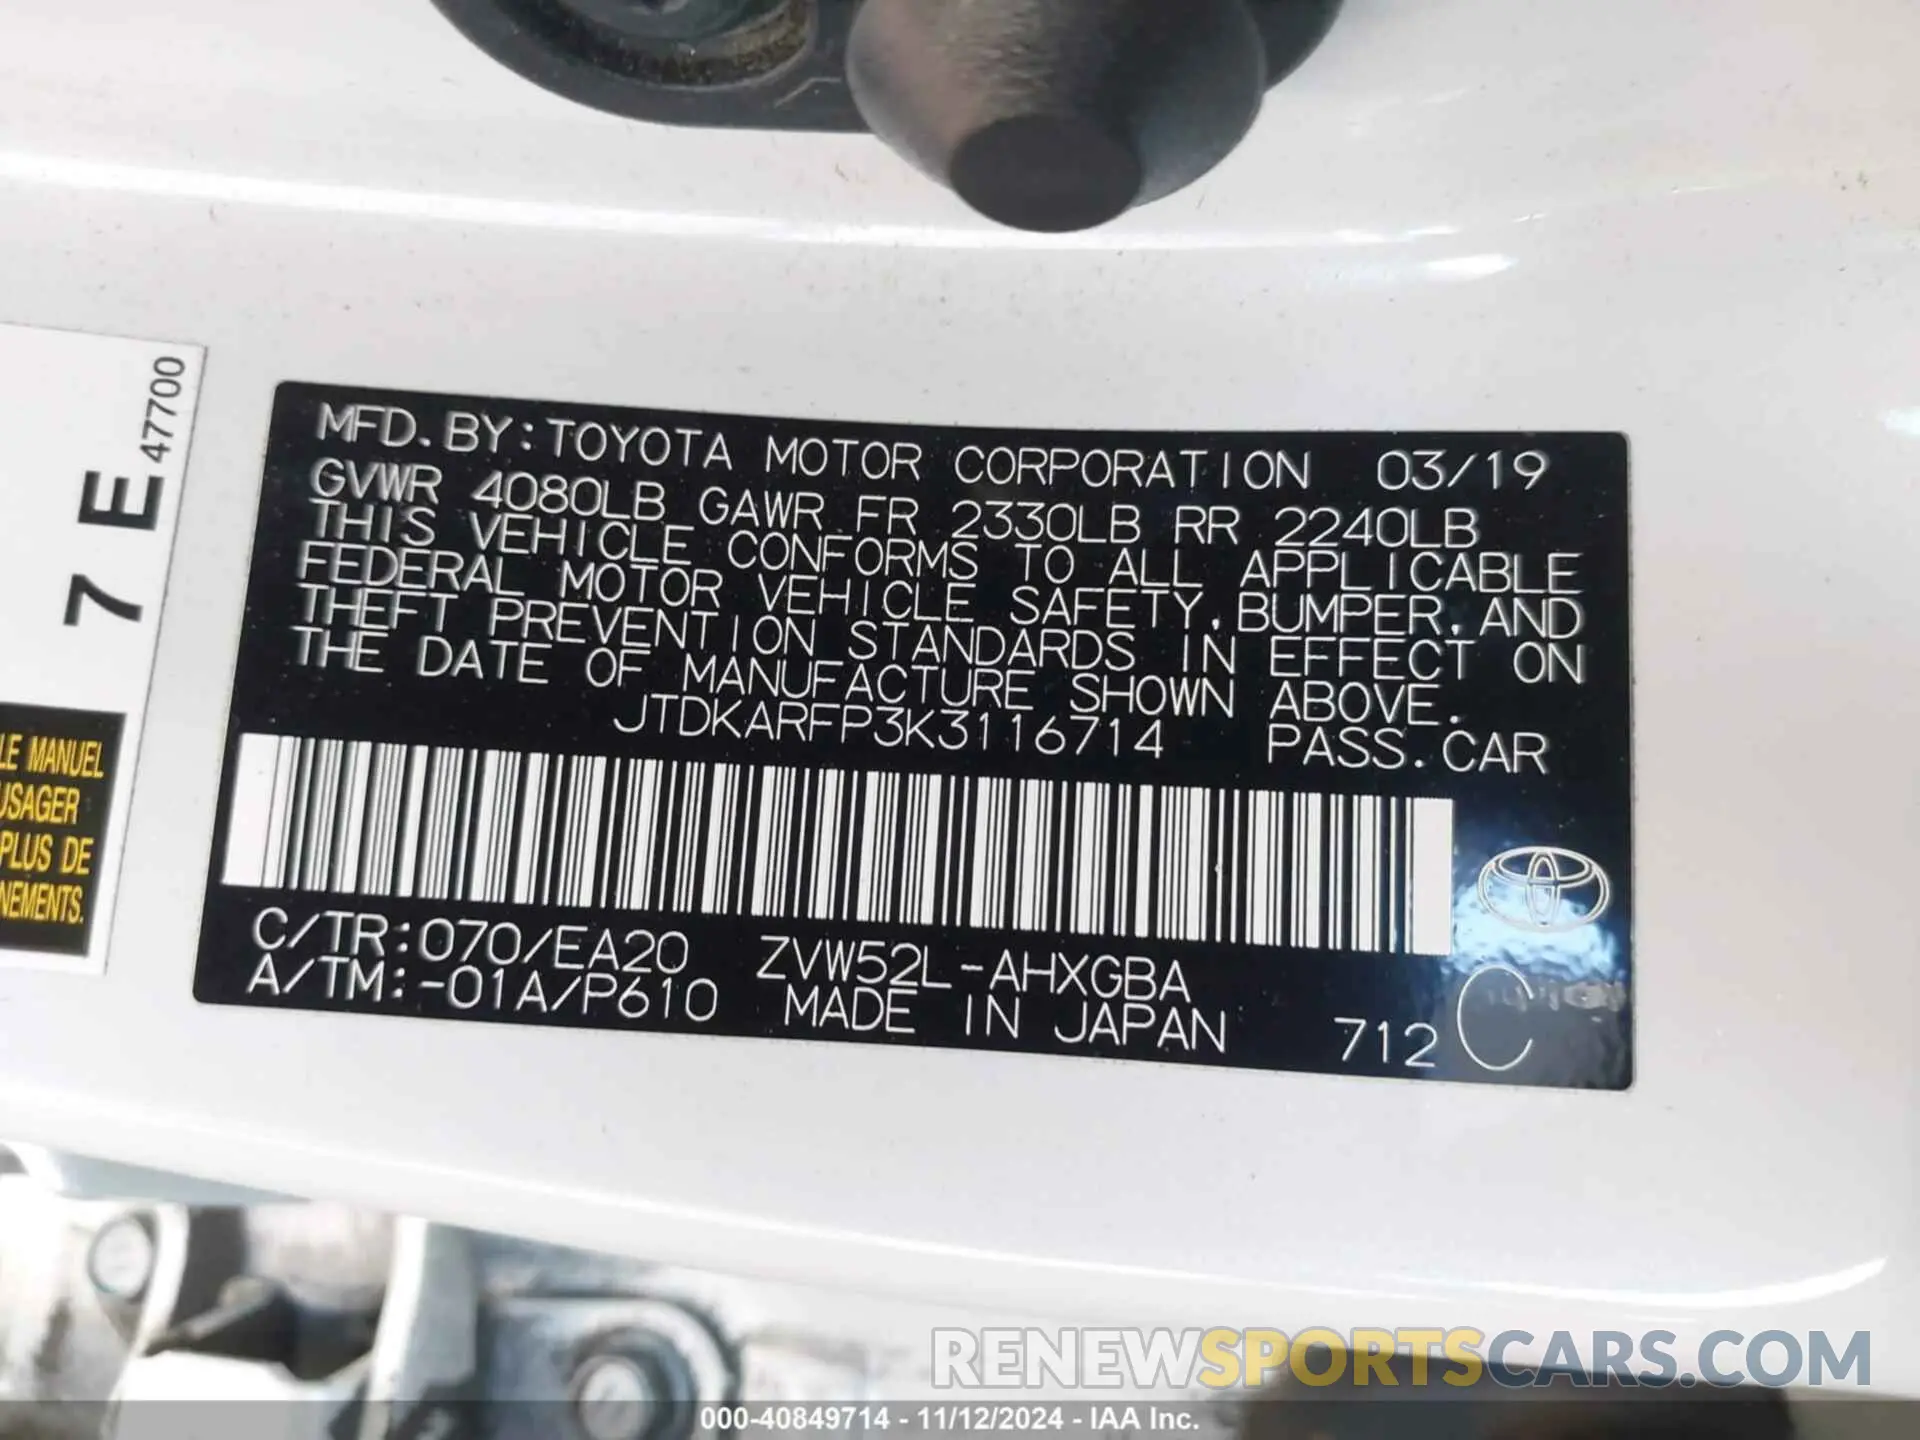 MFD. BY: TOYOTA MOTOR CORPORATION 03/19
GVWR 4080LB GAWR FR 2330LB RR 2240LB
THIS VEHICLE CONFORMS TO ALL APPLICABLE
FEDERAL MOTOR VEHICLE SAFETY, BUMPER, AND
THEFT PREVENTION STANDARDS IN EFFECT ON
THE DATE OF MANUFACTURE SHOWN ABOVE.
JTDKARFP3K3116714 PASS. CAR
C/TR: 070/EA20 ZVW52L-AHXGBA
A/TM: -01A/P610 MADE IN JAPAN 712 C
7 E 47700
LE MANUEL
USAGER
PLUS DE
NEMENTS.
RENEWSPORTSCARS.COM
000-40849714 - 11/12/2024 - IAA Inc.